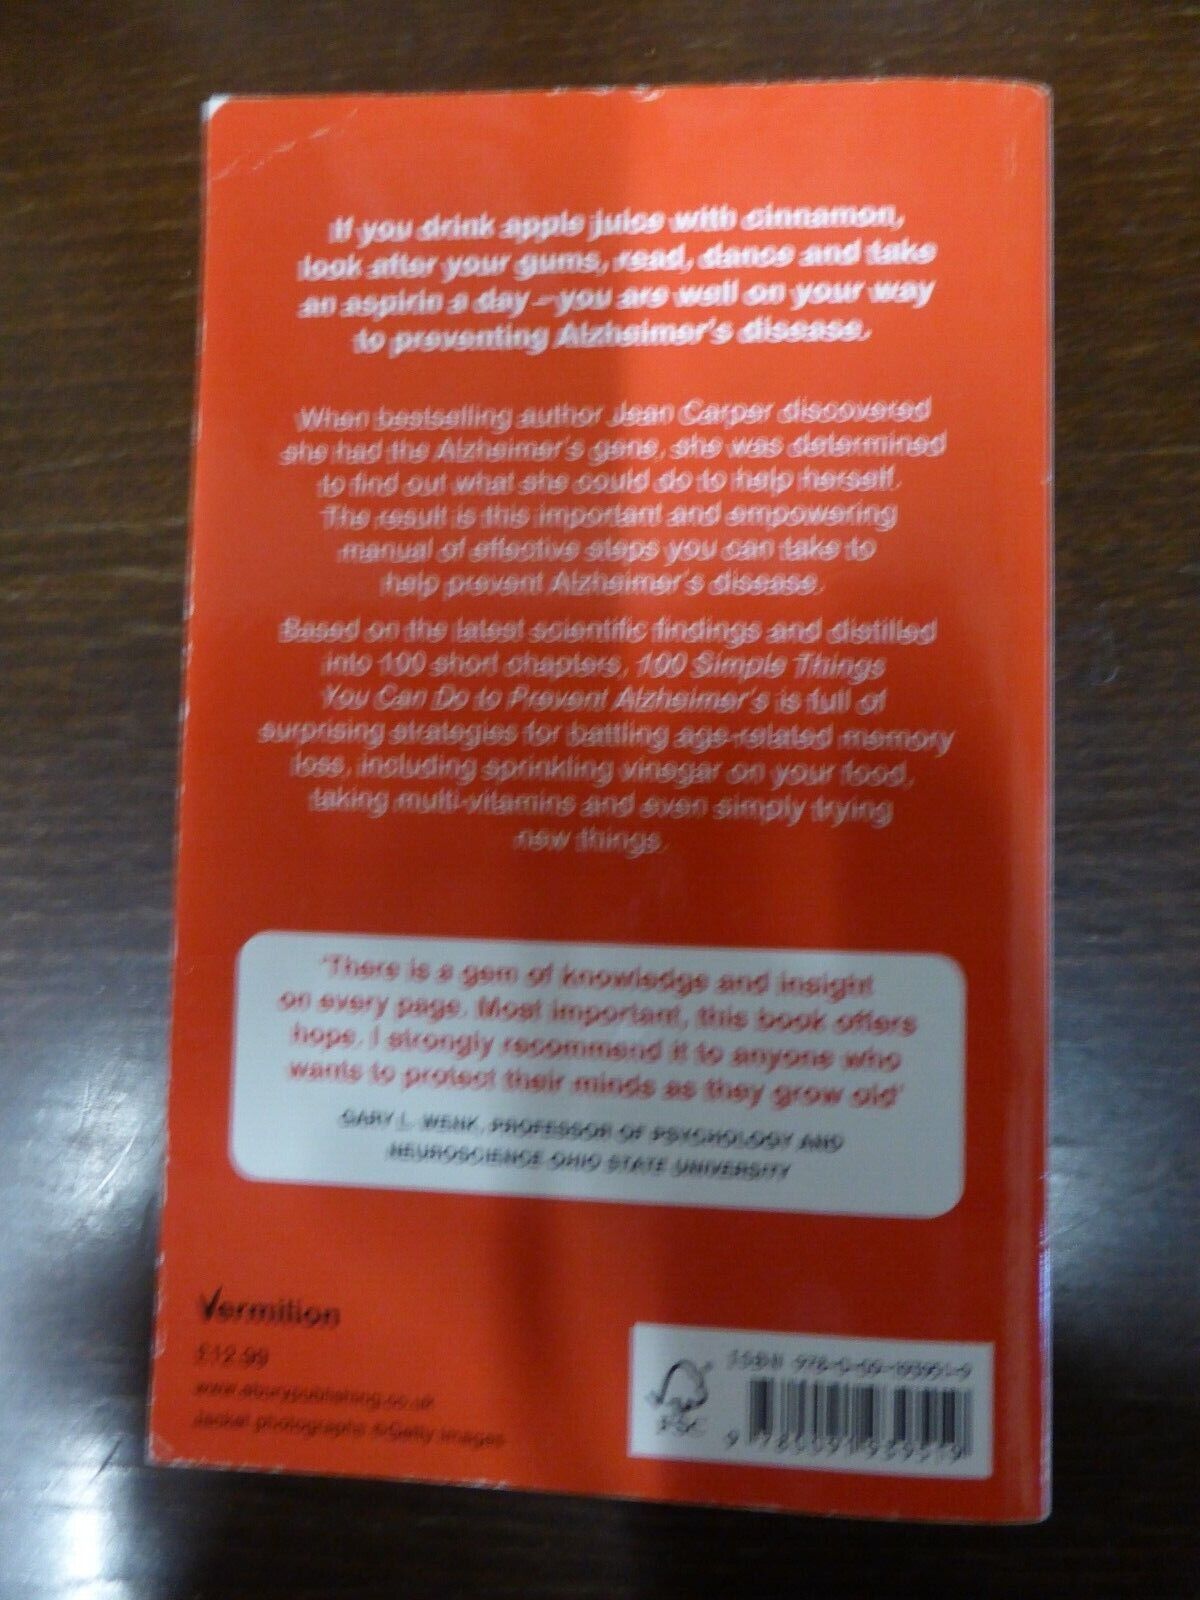 If you drink apple juice with cinnamon,
look after your gums, read, dance and take
an aspirin a day – you are well on your way
to preventing Alzheimer's disease.
When bestselling author Jean Carper discovered
she had the Alzheimer's gene, she was determined
to find out what she could do to help herself.
The result is this important and empowering
manual of effective steps you can take to
help prevent Alzheimer's disease.
Based on the latest scientific findings and distilled
into 100 short chapters, 100 Simple Things
You Can Do to Prevent Alzheimer's is full of
surprising strategies for battling age-related memory
loss, including sprinkling vinegar on your food,
taking multi-vitamins and even simply trying
new things.
'There is a gem of knowledge and insight
on every page. Most important, this book offers
hope. I strongly recommend it to anyone who
wants to protect their minds as they grow old'
GARY L. WENK, PROFESSOR OF PSYCHOLOGY AND
NEUROSCIENCE OHIO STATE UNIVERSITY
Vermilion
£12.99
www.eburypublishing.co.uk
Jacket photographs ©Getty Images
FSC
ISBN 978-0-09-193951-9
9 780091 939519